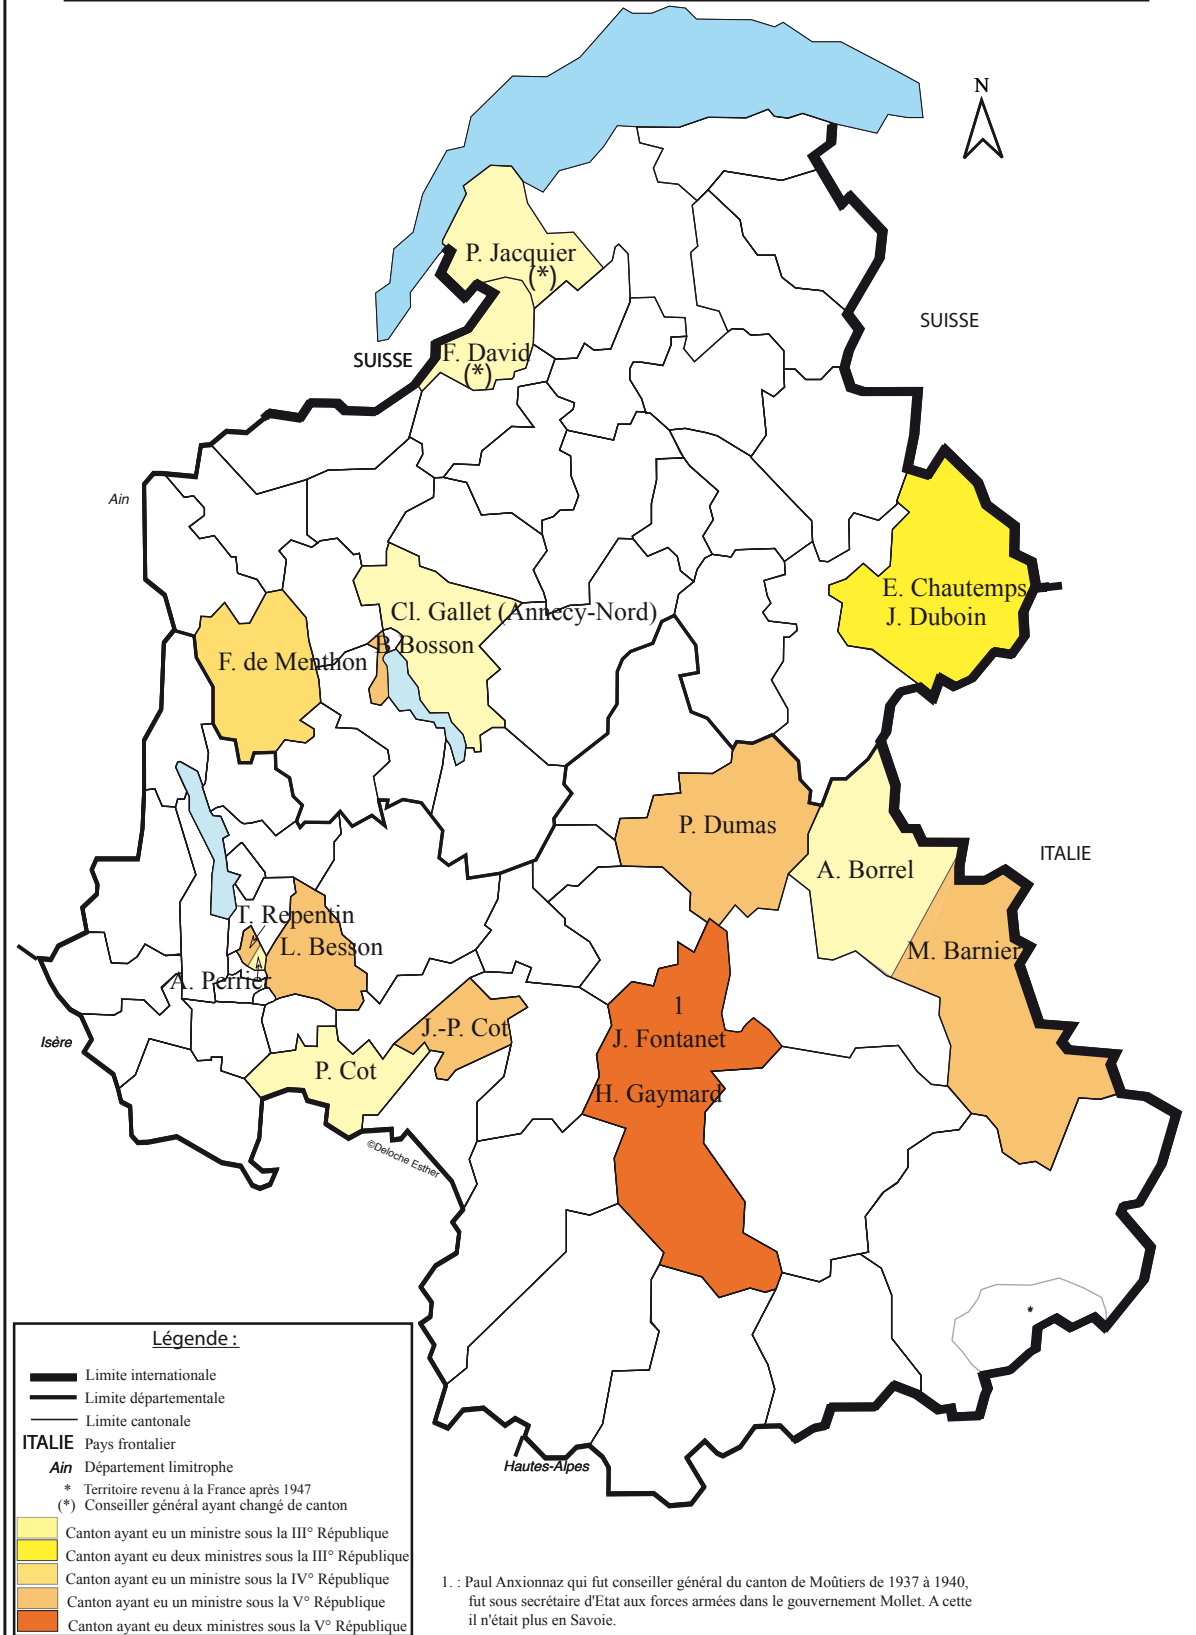 N
P. Jacquier
(*)
SUISSE
SUISSE
F. David
(*)
Ain
E. Chautemps
J. Duboin
Cl. Gallet (Annecy-Nord)
B Bosson
F. de Menthon
P. Dumas
ITALIE
A. Borrel
T. Repentin
L. Besson
M. Barnier
A. Perrier
1
J.-P. Cot
J. Fontanet
Isère
P. Cot
H. Gaymard
©Deloche Esther
*
Hautes-Alpes
Légende :
Limite internationale
Limite départementale
Limite cantonale
ITALIE Pays frontalier
Ain Département limitrophe
* Territoire revenu à la France après 1947
(*) Conseiller général ayant changé de canton
Canton ayant eu un ministre sous la III° République
Canton ayant eu deux ministres sous la III° République
Canton ayant eu un ministre sous la IV° République
Canton ayant eu un ministre sous la V° République
Canton ayant eu deux ministres sous la V° République
1. : Paul Anxionnaz qui fut conseiller général du canton de Moûtiers de 1937 à 1940,
fut sous secrétaire d'Etat aux forces armées dans le gouvernement Mollet. A cette
il n'était plus en Savoie.